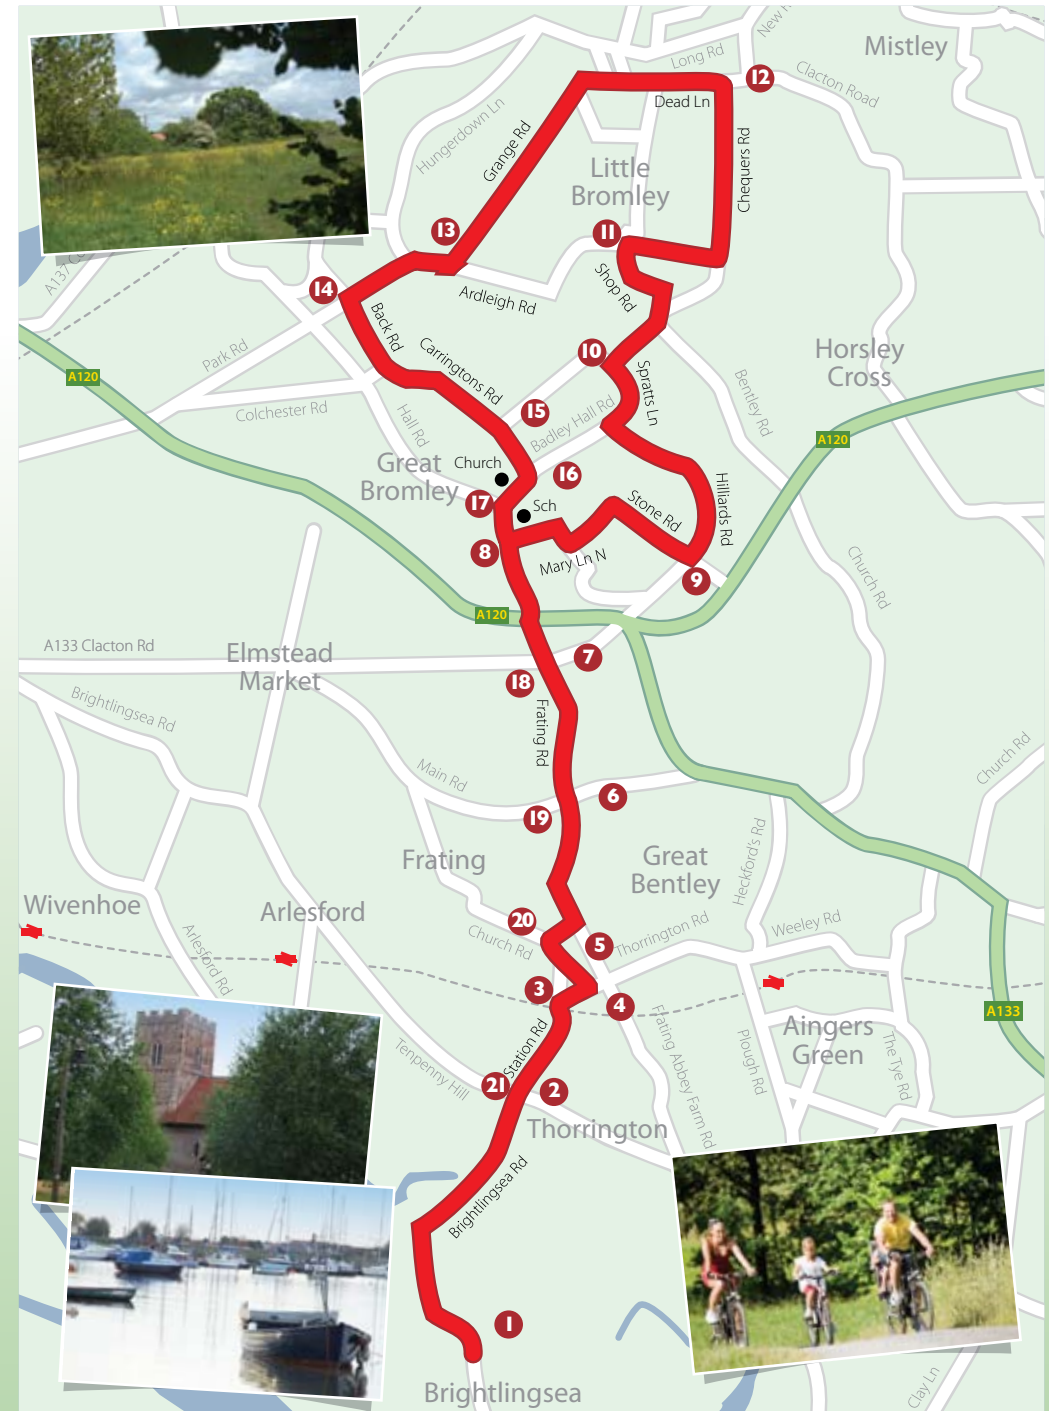 Mistley
New
Long Rd
12
Clacton Road
Dead Ln
Hungerdown Ln
Grange Rd
Chequers Rd
Little
Bromley
13
11
A137
14
Shop Rd
Ardleigh Rd
Back Rd
Park Rd
Carringtons Rd
10
Horsley
Cross
A120
Spratts Ln
Bentley Rd
Colchester Rd
Hall Rd
15
Badley Hall Rd
A120
Great
Bromley
Church
16
17
Sch
Stone Rd
Hilliards Rd
8
Mary Ln N
9
Church Rd
A120
A133 Clacton Rd
Elmstead
Market
7
18
Brightlingsea Rd
Frating Rd
Church Rd
Main Rd
6
19
Frating
Great
Bentley
Heckford's Rd
Wivenhoe
Arlesford
20
Church Rd
5
Thorrington Rd
Weeley Rd
Arlesford Rd
3
4
A133
Frating Abbey Farm Rd
Aingers
Green
Station Rd
Plough Rd
The Tye Rd
Tenpenny Hill
21
2
Thorrington
Brightlingsea Rd
1
Brightlingsea
Clay Ln